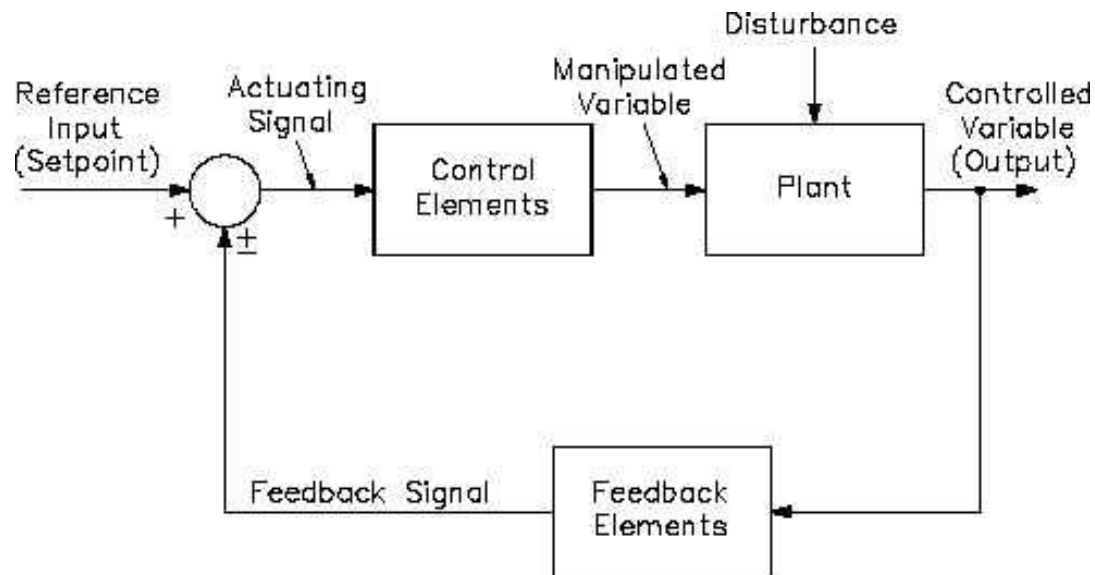 Disturbance
Reference
Input
(Setpoint)
Actuating
Signal
Manipulated
Variable
Controlled
Variable
(Output)
Control
Elements
Plant
+
±
Feedback Signal
Feedback
Elements